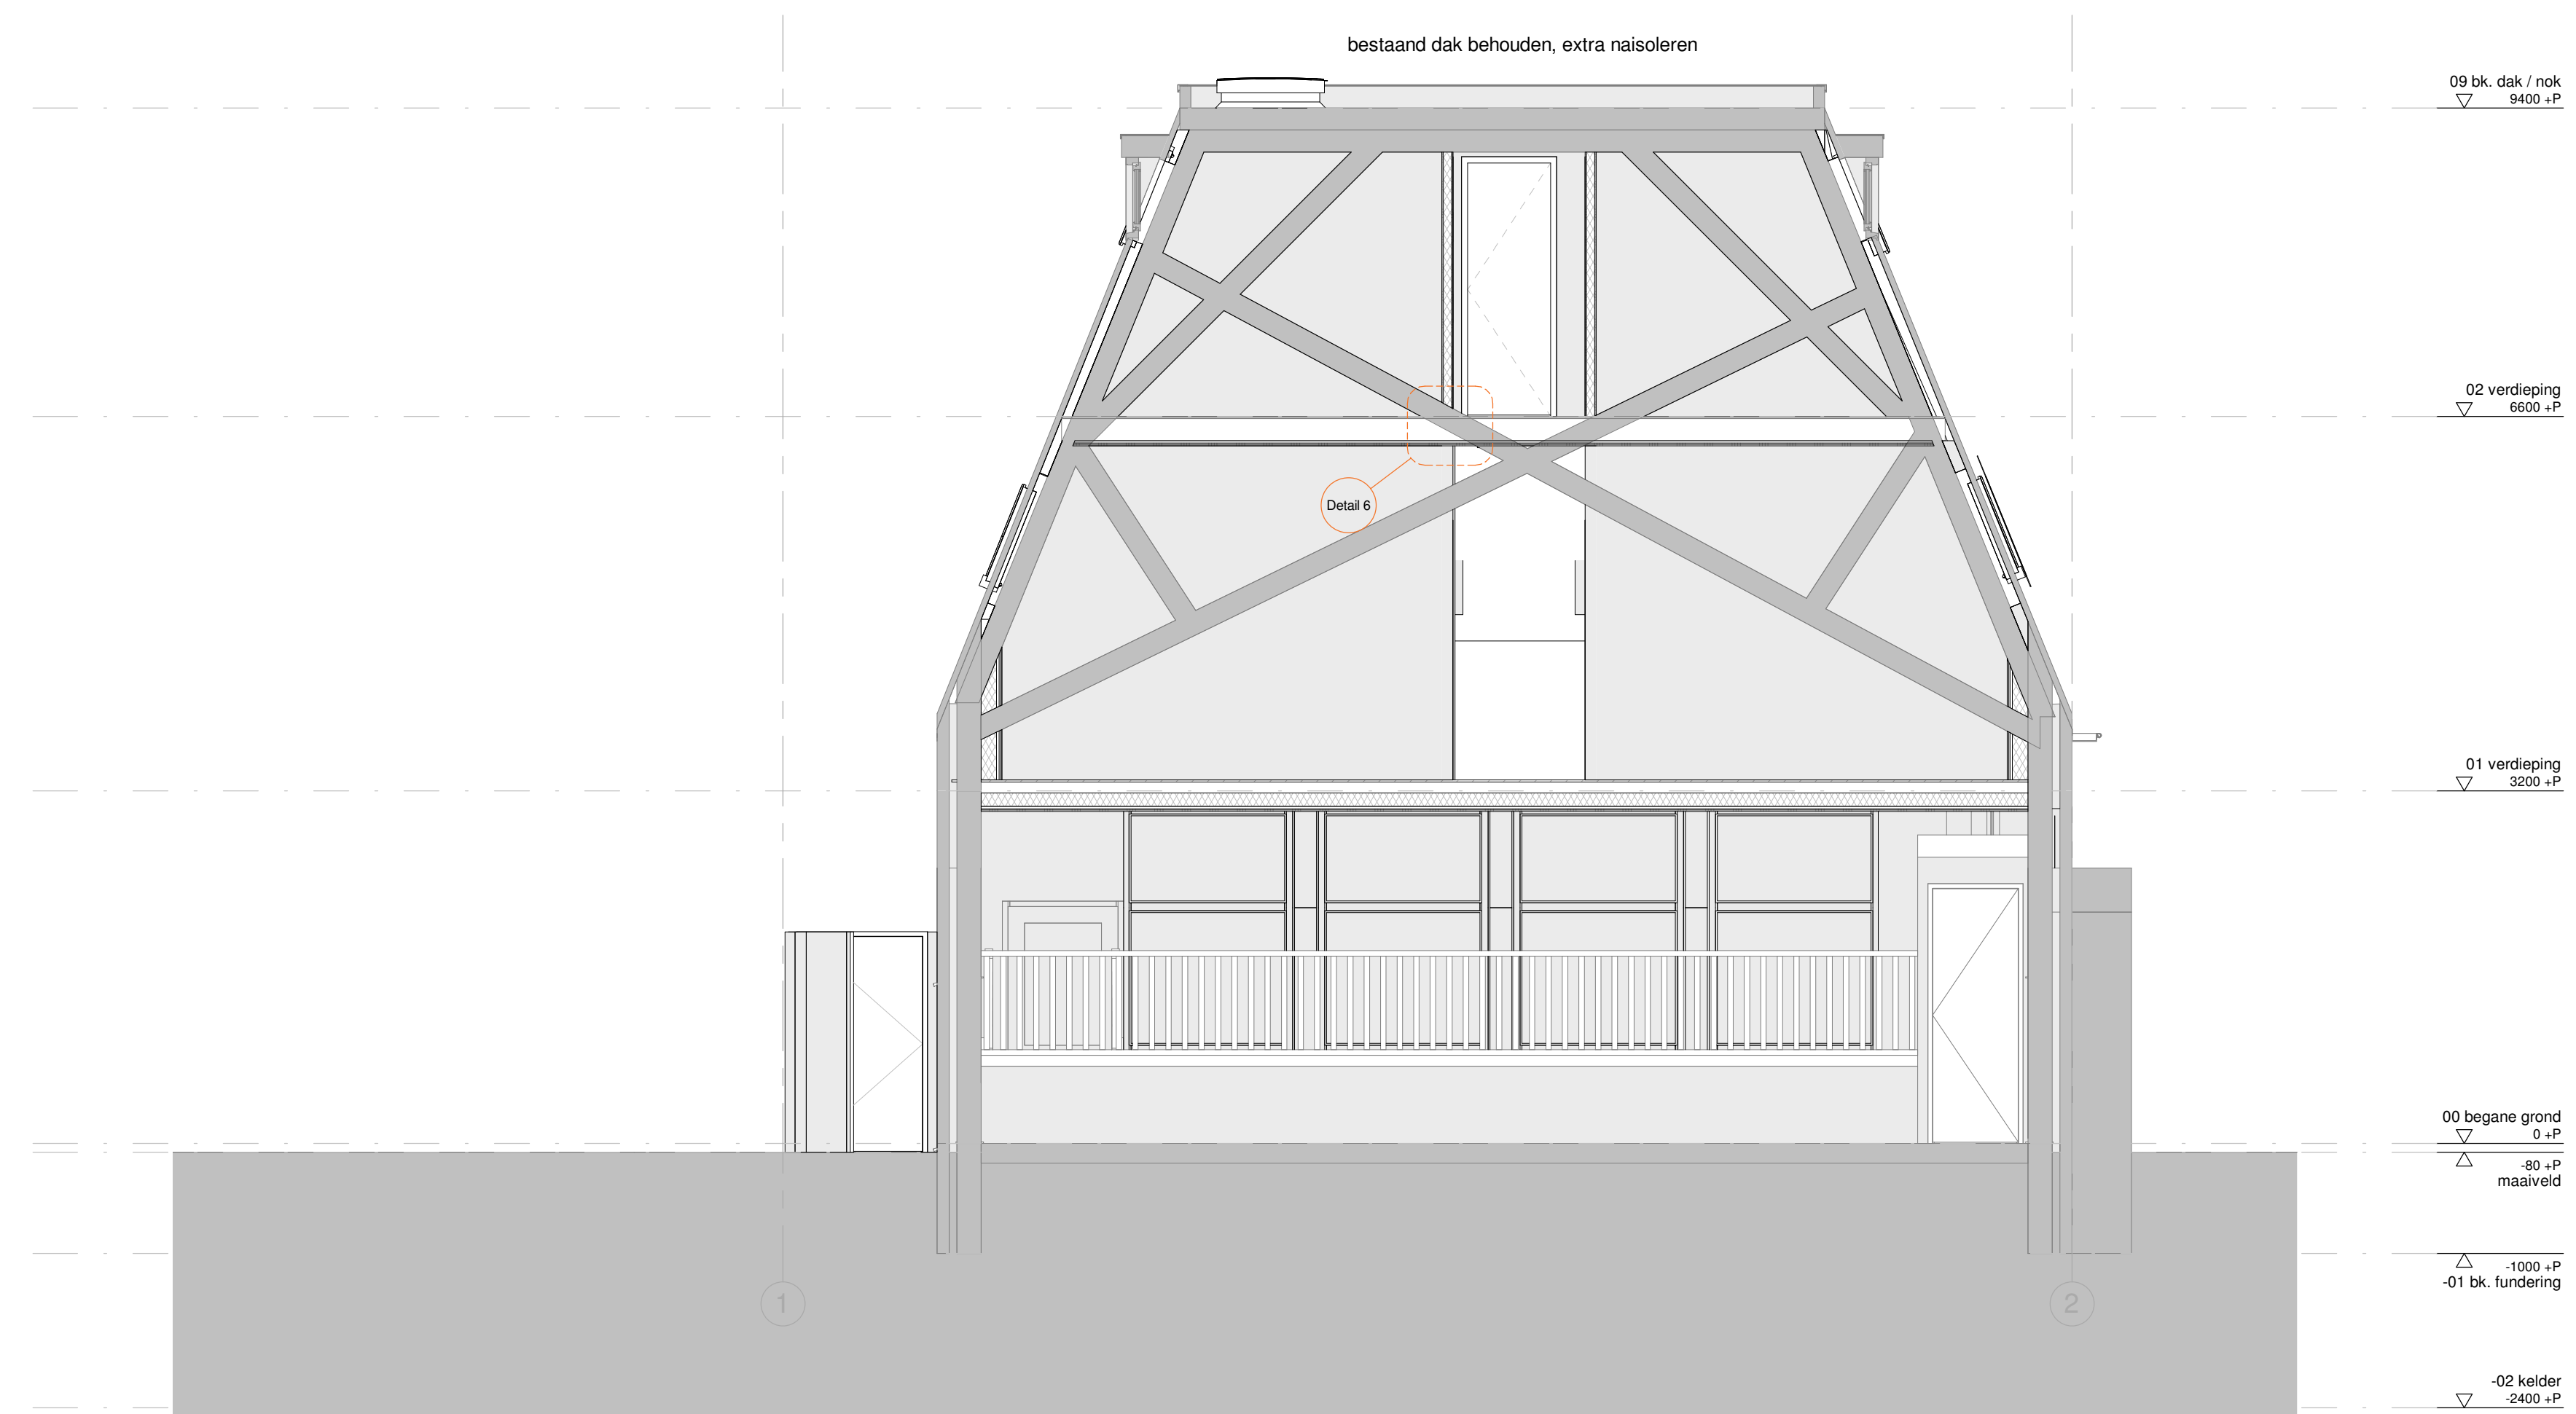 bestaand dak behouden, extra naisoleren
09 bk. dak / nok
9400 +P
02 verdieping
6600 +P
Detail 6
01 verdieping
3200 +P
00 begane grond
0 +P
-80 +P
maaiveld
-1000 +P
-01 bk. fundering
1
2
-02 kelder
-2400 +P